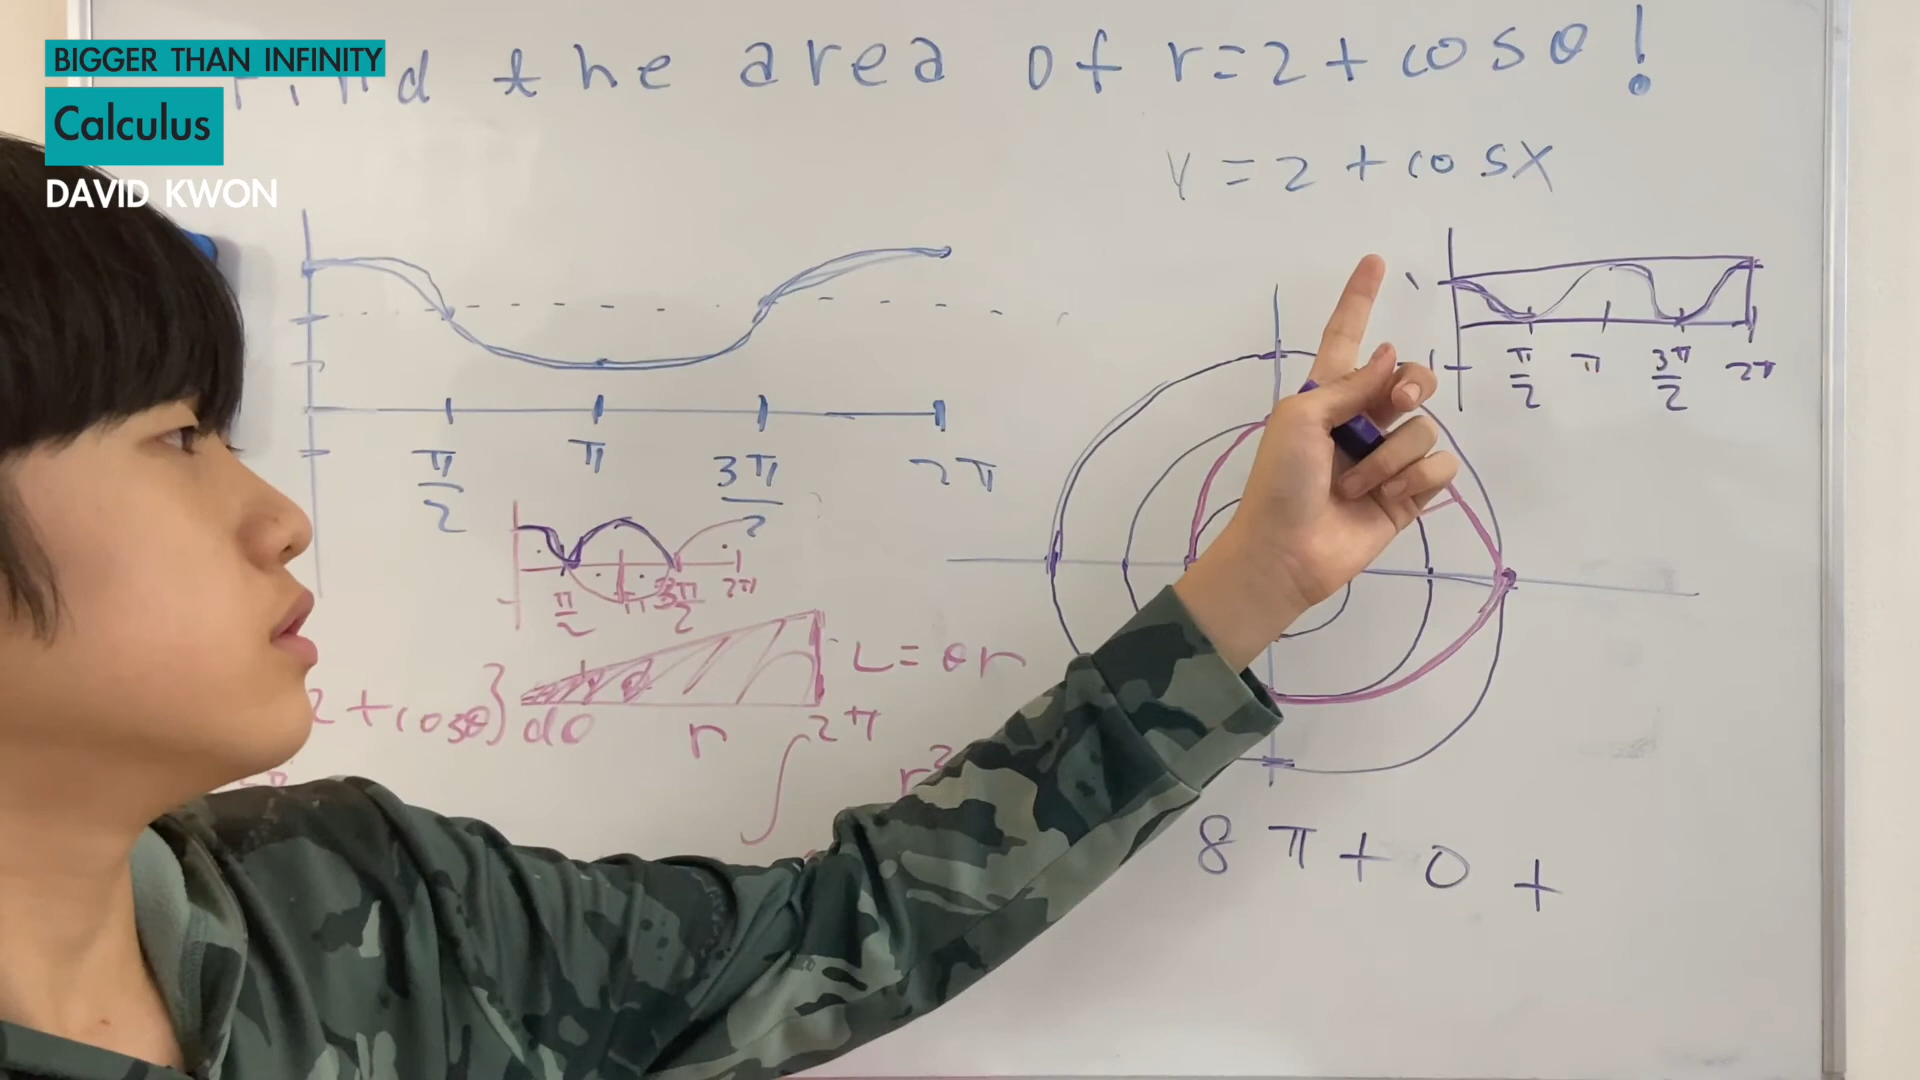 BIGGER THAN INFINITY
Calculus
DAVID KWON
Find the area of r=2+cosθ!
y=2+cosx
π/2 π 3π/2 2π
π/2 π 3π/2 2π
π/2 π 3π/2 2π
L=θr
2+cosθ} dθ
r
∫ 2π
r²
8π+0+